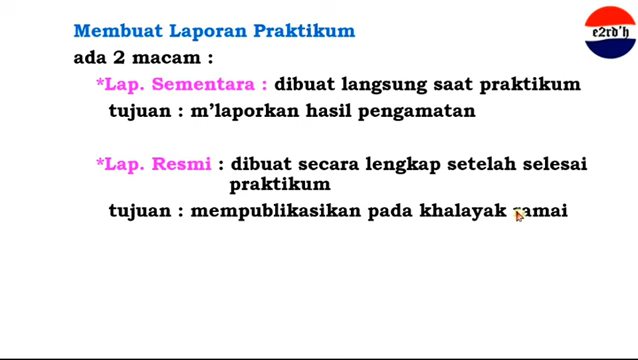 Membuat Laporan Praktikum
e2rd'h
ada 2 macam :
*Lap. Sementara : dibuat langsung saat praktikum
tujuan : m'laporkan hasil pengamatan
*Lap. Resmi : dibuat secara lengkap setelah selesai
praktikum
tujuan : mempublikasikan pada khalayak ramai